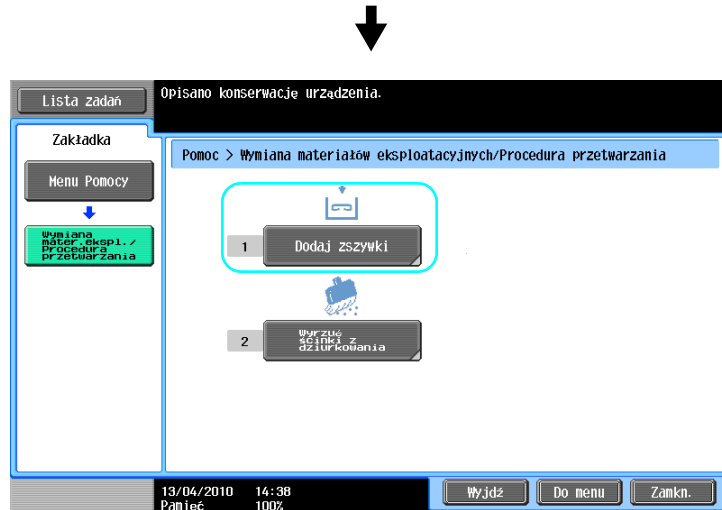 Lista zadań
Opisano konserwację urządzenia.
Zakładka
Menu Pomocy
Wymiana
mater.ekspl./
Procedura
przetwarzania
Pomoc > Wymiana materiałów eksploatacyjnych/Procedura przetwarzania
1 Dodaj zszywki
2 Wyrzuć
ścinki z
dziurkowania
13/04/2010 14:38
Pamięć 100%
Wyjdź
Do menu
Zamkn.